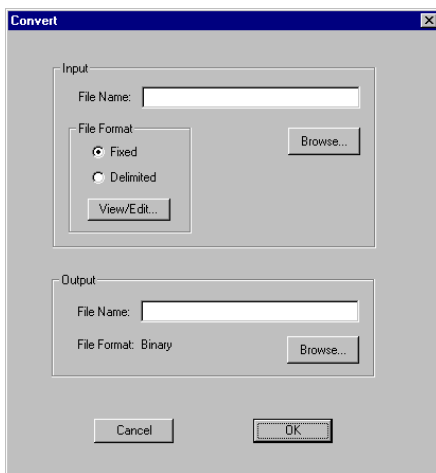 Convert
Input
File Name:
File Format
Fixed
Browse...
Delimited
View/Edit...
Output
File Name:
File Format: Binary
Browse...
Cancel
OK